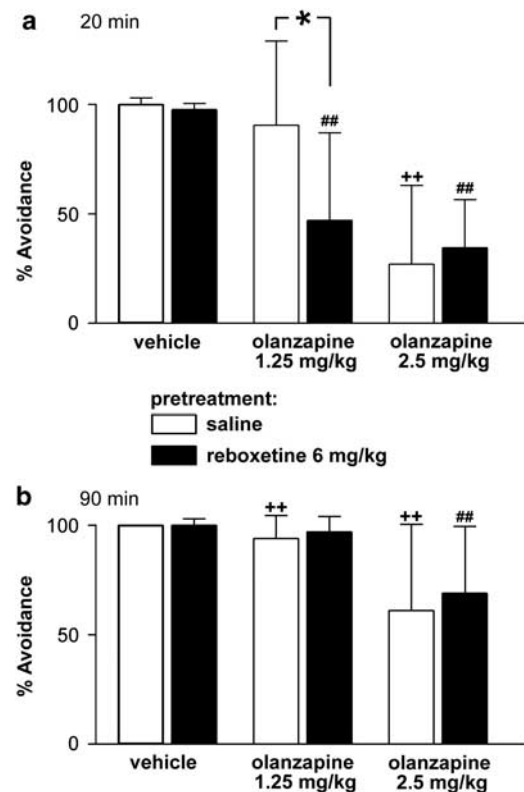 a 20 min
*
% Avoidance
100
50
0
##
++
##
vehicle
olanzapine
1.25 mg/kg
olanzapine
2.5 mg/kg
pretreatment:
saline
reboxetine 6 mg/kg
b 90 min
% Avoidance
100
50
0
++
++
##
vehicle
olanzapine
1.25 mg/kg
olanzapine
2.5 mg/kg